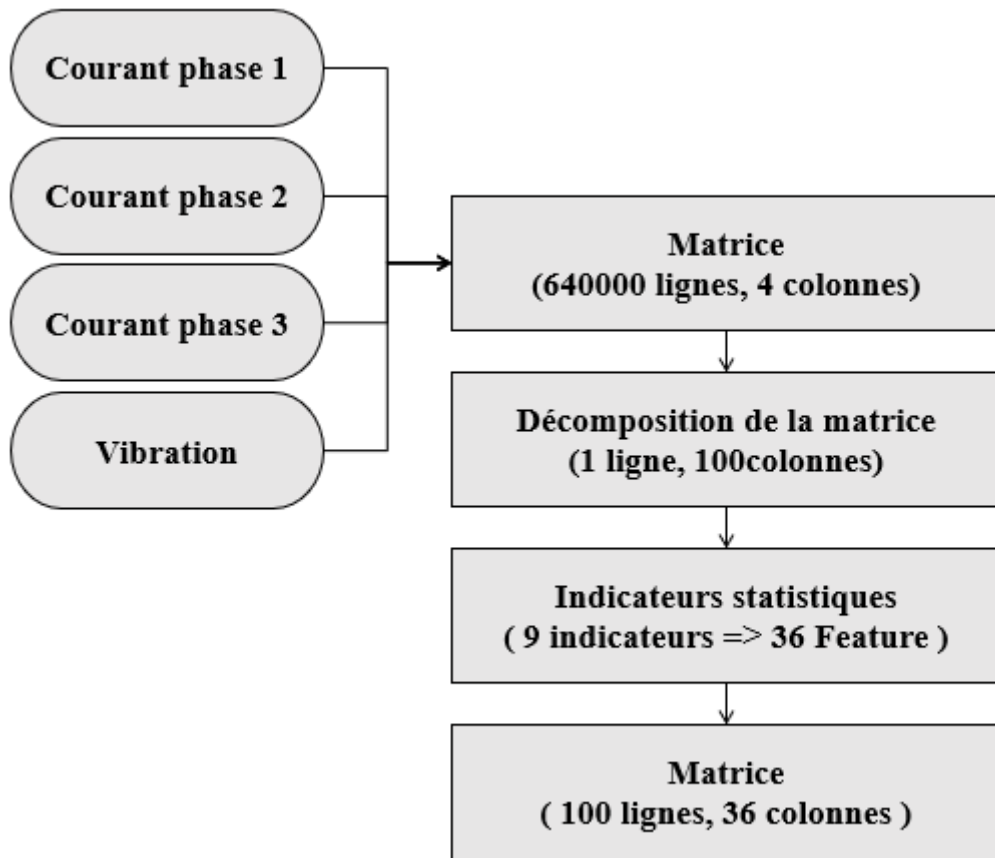 Courant phase 1
Courant phase 2
Courant phase 3
Vibration
Matrice
(640000 lignes, 4 colonnes)
Décomposition de la matrice
(1 ligne, 100colonnes)
Indicateurs statistiques
( 9 indicateurs => 36 Feature )
Matrice
( 100 lignes, 36 colonnes )